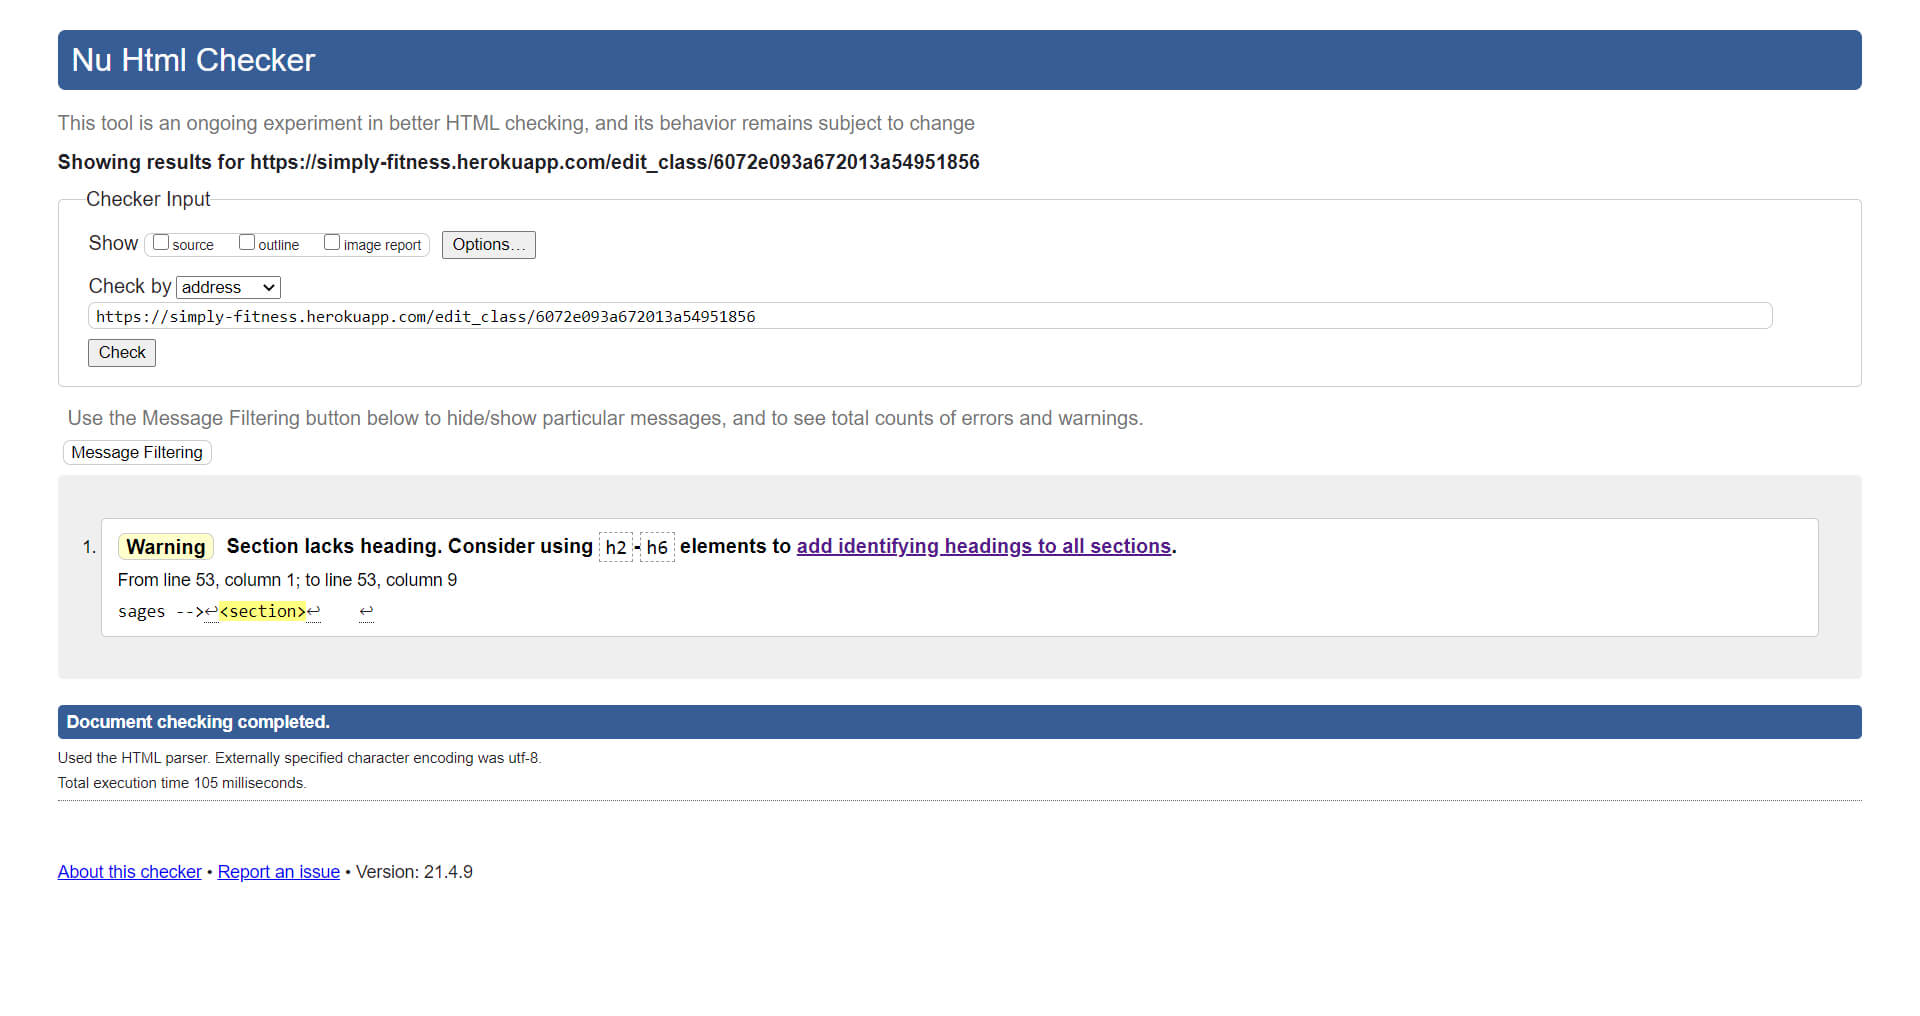 Nu Html Checker
This tool is an ongoing experiment in better HTML checking, and its behavior remains subject to change
Showing results for https://simply-fitness.herokuapp.com/edit_class/6072e093a672013a54951856
Checker Input
Show source outline image report Options...
Check by address
https://simply-fitness.herokuapp.com/edit_class/6072e093a672013a54951856
Check
Use the Message Filtering button below to hide/show particular messages, and to see total counts of errors and warnings.
Message Filtering
1. Warning Section lacks heading. Consider using h2-h6 elements to add identifying headings to all sections.
From line 53, column 1; to line 53, column 9
sages -->↩<section>↩ ↩
Document checking completed.
Used the HTML parser. Externally specified character encoding was utf-8.
Total execution time 105 milliseconds.
About this checker • Report an issue • Version: 21.4.9